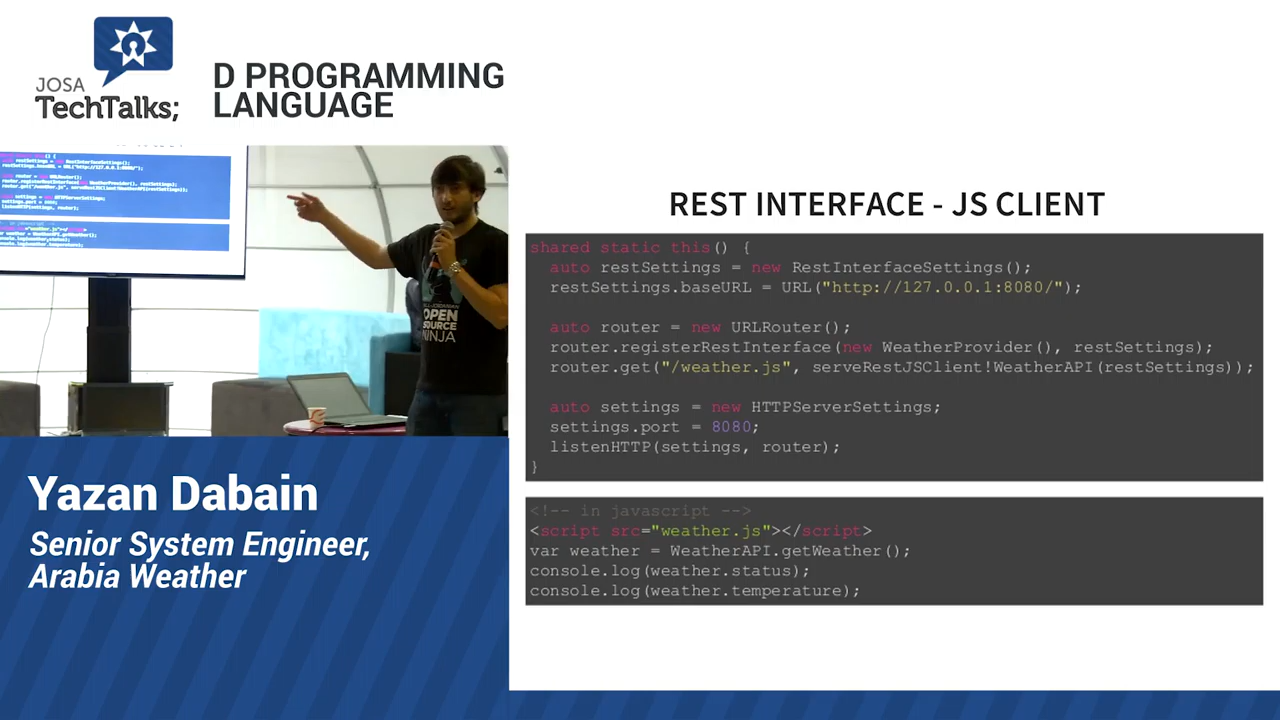 JOSA
TechTalks;
D PROGRAMMING
LANGUAGE
OPEN
SOURCE
NINJA
Yazan Dabain
Senior System Engineer,
Arabia Weather
REST INTERFACE - JS CLIENT
shared static this() {
  auto restSettings = new RestInterfaceSettings();
  restSettings.baseURL = URL("http://127.0.0.1:8080/");
  auto router = new URLRouter();
  router.registerRestInterface(new WeatherProvider(), restSettings);
  router.get("/weather.js", serveRestJSClient!WeatherAPI(restSettings));
  auto settings = new HTTPServerSettings;
  settings.port = 8080;
  listenHTTP(settings, router);
}
<!-- in javascript -->
<script src="weather.js"></script>
var weather = WeatherAPI.getWeather();
console.log(weather.status);
console.log(weather.temperature);